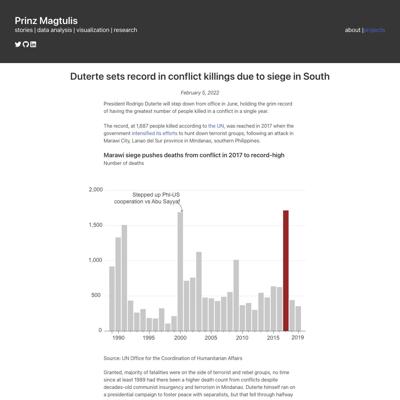 Prinz Magtulis
stories | data analysis | visualization | research
about |projects
Duterte sets record in conflict killings due to siege in South
February 5, 2022
President Rodrigo Duterte will step down from office in June, holding the grim record
of having the greatest number of people killed in a conflict in a single year.
The record, at 1,687 people killed according to the UN, was reached in 2017 when the
government intensified its efforts to hunt down terrorist groups, following an attack in
Marawi City, Lanao del Sur province in Mindanao, southern Philippines.
Marawi siege pushes deaths from conflict in 2017 to record-high
Number of deaths
2,000
Stepped up Phl-US
cooperation vs Abu Sayyaf
1,500
1,000
500
0
1990
1995
2000
2005
2010
2015
2019
Source: UN Office for the Coordination of Humanitarian Affairs
Granted, majority of fatalities were on the side of terrorist and rebel groups, no time
since at least 1989 had there been a higher death count from conflicts despite
decades-old communist insurgency and terrorism in Mindanao. Duterte himself ran on
a presidential campaign to foster peace with separatists, but that fell through halfway